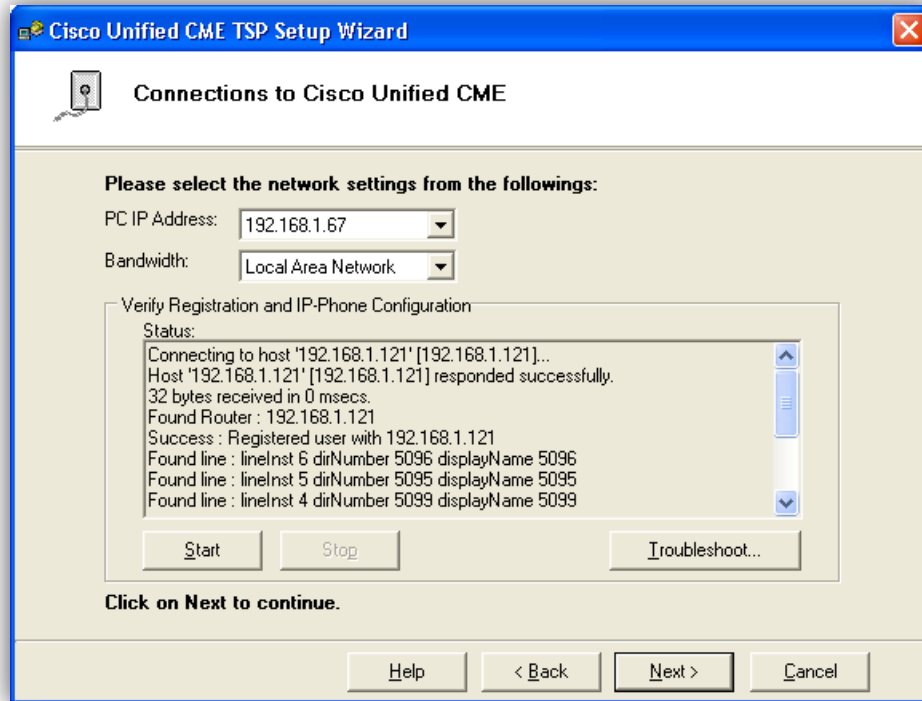 Cisco Unified CME TSP Setup Wizard
Connections to Cisco Unified CME
Please select the network settings from the followings:
PC IP Address: 192.168.1.67
Bandwidth: Local Area Network
Verify Registration and IP-Phone Configuration
Status:
Connecting to host '192.168.1.121' [192.168.1.121]...
Host '192.168.1.121' [192.168.1.121] responded successfully.
32 bytes received in 0 msecs.
Found Router : 192.168.1.121
Success : Registered user with 192.168.1.121
Found line : lineInst 6 dirNumber 5096 displayName 5096
Found line : lineInst 5 dirNumber 5095 displayName 5095
Found line : lineInst 4 dirNumber 5099 displayName 5099
Start Stop Troubleshoot...
Click on Next to continue.
Help < Back Next > Cancel